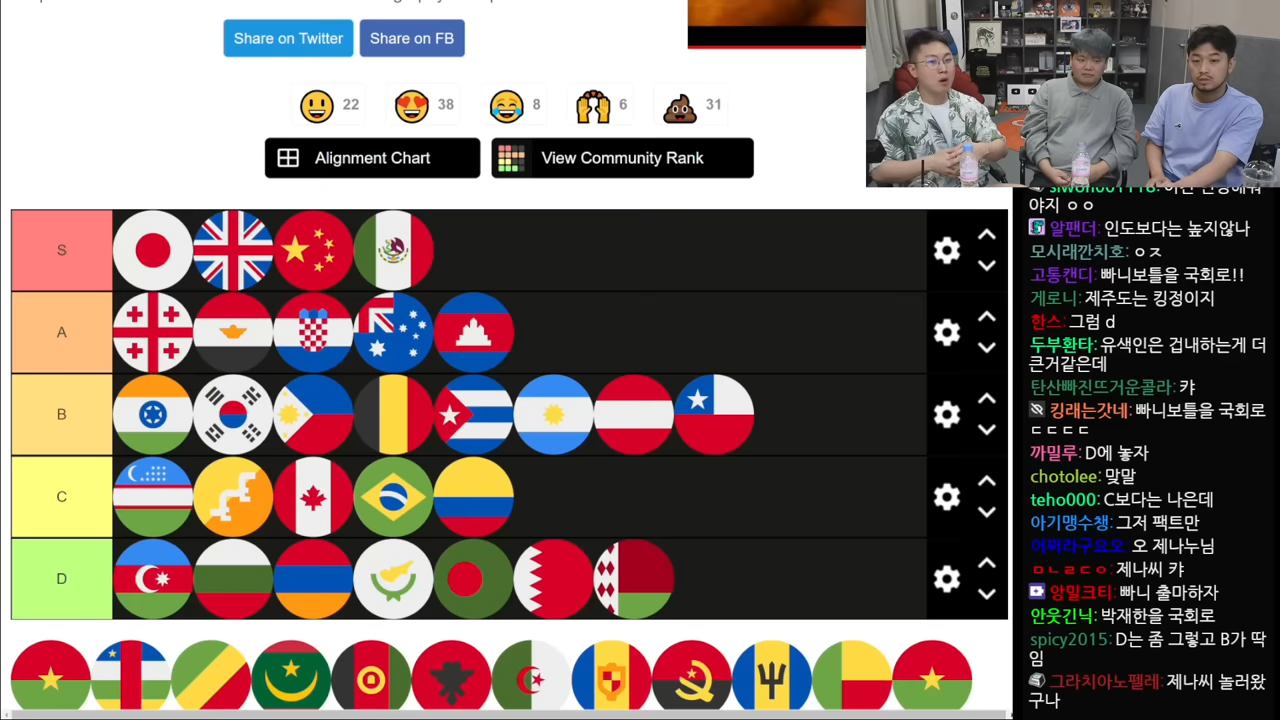 Share on Twitter
Share on FB
22
38
8
6
31
Alignment Chart
View Community Rank
S
A
B
C
D
야지 ㅇㅇ
알팬더: 인도보다는 높지않나
모시래깐치호: ㅇㅈ
고통캔디: 빠니보틀을 국회로!!
게로니: 제주도는 킹정이지
한스: 그럼 d
두부환타: 유색인은 겁내하는게 더
큰거같은데
탄산빠진뜨거운콜라: 캬
킹래는갓네: 빠니보틀을 국회로
ㄷㄷㄷㄷ
까밀루: D에 놓자
chotolee: 맞말
teho000: C보다는 나은데
아기맹수챙: 그저 팩트만
어쩌라구요오: 오 제나누님
ㅁㄴㄹㄷㅇ: 제나씨 캬
앙밀크티: 빠니 출마하자
안웃긴닉: 박재한을 국회로
spicy2015: D는 좀 그렇고 B가 딱
임
그라치아노펠레: 제나씨 놀러왔
구나